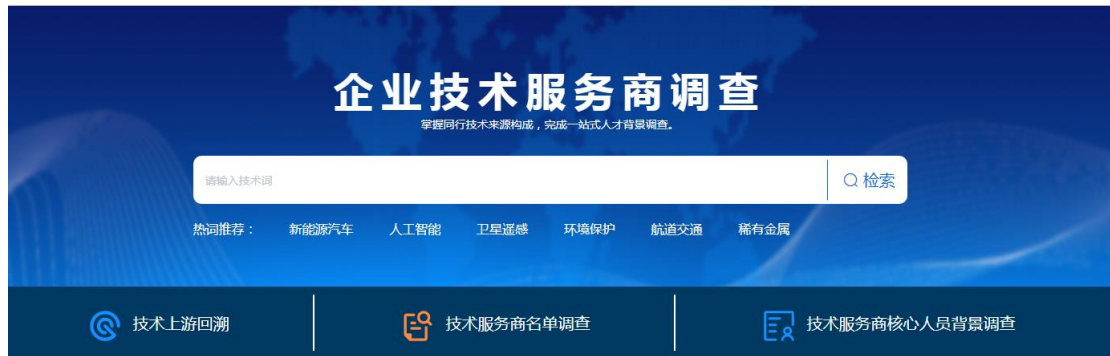 企业技术服务商调查
掌握同行技术来源构成，完成一站式人才背景调查。
请输入技术词
检索
热词推荐： 新能源汽车 人工智能 卫星遥感 环境保护 航道交通 稀有金属
技术上游回溯 技术服务商名单调查 技术服务商核心人员背景调查